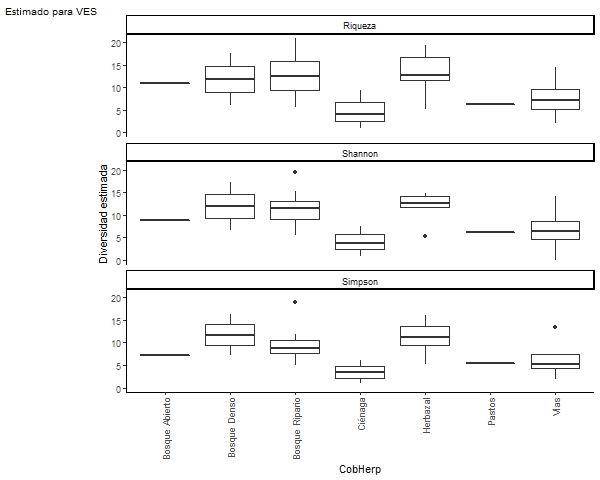 Estimado para VES
Riqueza
20
15
10
5
0
Shannon
20
15
10
5
0
Diversidad estimada
Simpson
20
15
10
5
0
Bosque Abierto
Bosque Denso
Bosque Ripario
Ciénaga
Herbazal
Pastos
Vías
CobHerp